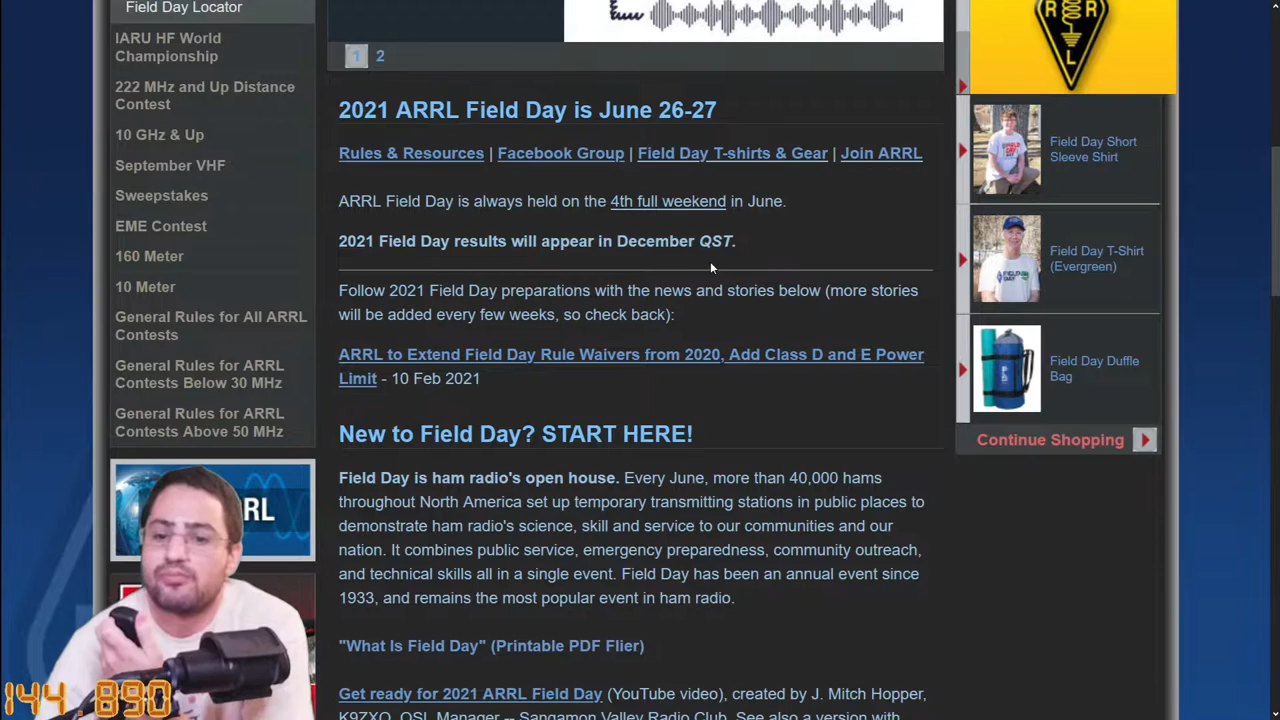 Field Day Locator
IARU HF World
Championship
222 MHz and Up Distance
Contest
10 GHz & Up
September VHF
Sweepstakes
EME Contest
160 Meter
10 Meter
General Rules for All ARRL
Contests
General Rules for ARRL
Contests Below 30 MHz
General Rules for ARRL
Contests Above 50 MHz
RL
144.890
1 2
2021 ARRL Field Day is June 26-27
Rules & Resources | Facebook Group | Field Day T-shirts & Gear | Join ARRL
ARRL Field Day is always held on the 4th full weekend in June.
2021 Field Day results will appear in December QST.
Follow 2021 Field Day preparations with the news and stories below (more stories
will be added every few weeks, so check back):
ARRL to Extend Field Day Rule Waivers from 2020, Add Class D and E Power
Limit - 10 Feb 2021
New to Field Day? START HERE!
Field Day is ham radio's open house. Every June, more than 40,000 hams
throughout North America set up temporary transmitting stations in public places to
demonstrate ham radio's science, skill and service to our communities and our
nation. It combines public service, emergency preparedness, community outreach,
and technical skills all in a single event. Field Day has been an annual event since
1933, and remains the most popular event in ham radio.
"What Is Field Day" (Printable PDF Flier)
Get ready for 2021 ARRL Field Day (YouTube video), created by J. Mitch Hopper,
K9ZXO, QSL Manager -- Sangamon Valley Radio Club. See also a version with
R R
L
Field Day Short
Sleeve Shirt
Field Day T-Shirt
(Evergreen)
Field Day Duffle
Bag
Continue Shopping